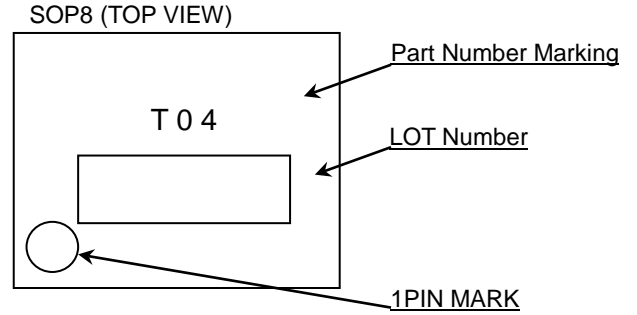 SOP8 (TOP VIEW)
Part Number Marking
T 0 4
LOT Number
1PIN MARK